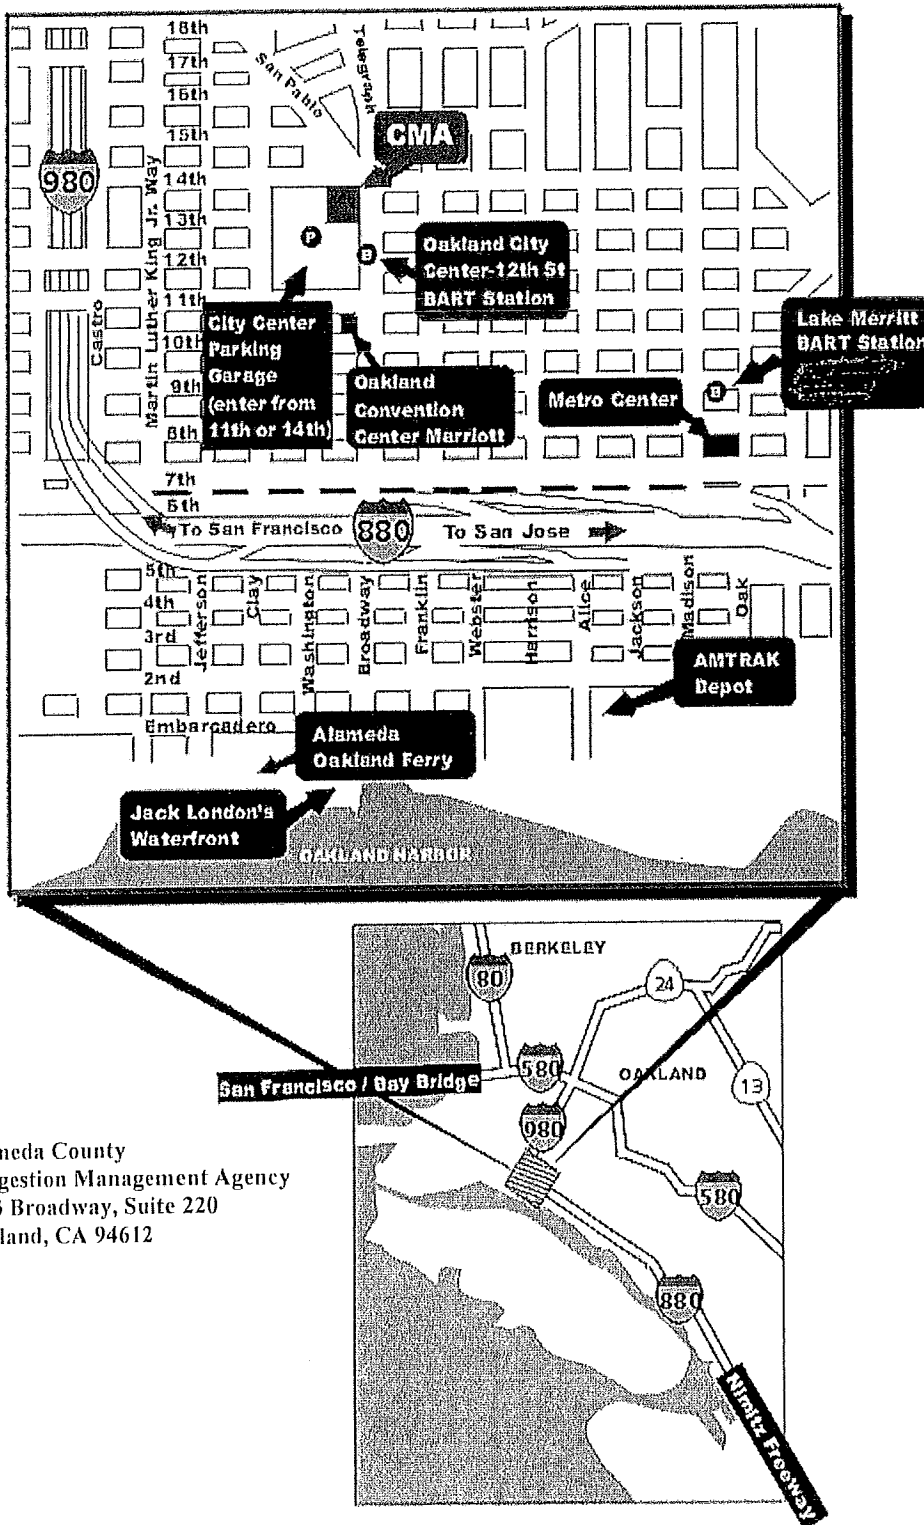 18th
17th
16th
15th
14th
13th
12th
11th
10th
9th
8th
7th
6th
5th
4th
3rd
2nd
Embarcadero
San Pablo
Telegraph
CMA
980
Castro
Martin Luther King Jr. Way
P
B
Oakland City
Center-12th St
BART Station
City Center
Parking
Garage
(enter from
11th or 14th)
Oakland
Convention
Center Marriott
Metro Center
B
Lake Merritt
BART Station
To San Francisco
880
To San Jose
Jefferson
Clay
Washington
Broadway
Franklin
Webster
Harrison
Alice
Jackson
Madison
Oak
AMTRAK
Depot
Alameda
Oakland Ferry
Jack London's
Waterfront
OAKLAND HARBOR
BERKELEY
80
24
580
OAKLAND
13
San Francisco / Bay Bridge
980
580
880
Nimitz Freeway
meda County
gestion Management Agency
Broadway, Suite 220
land, CA 94612